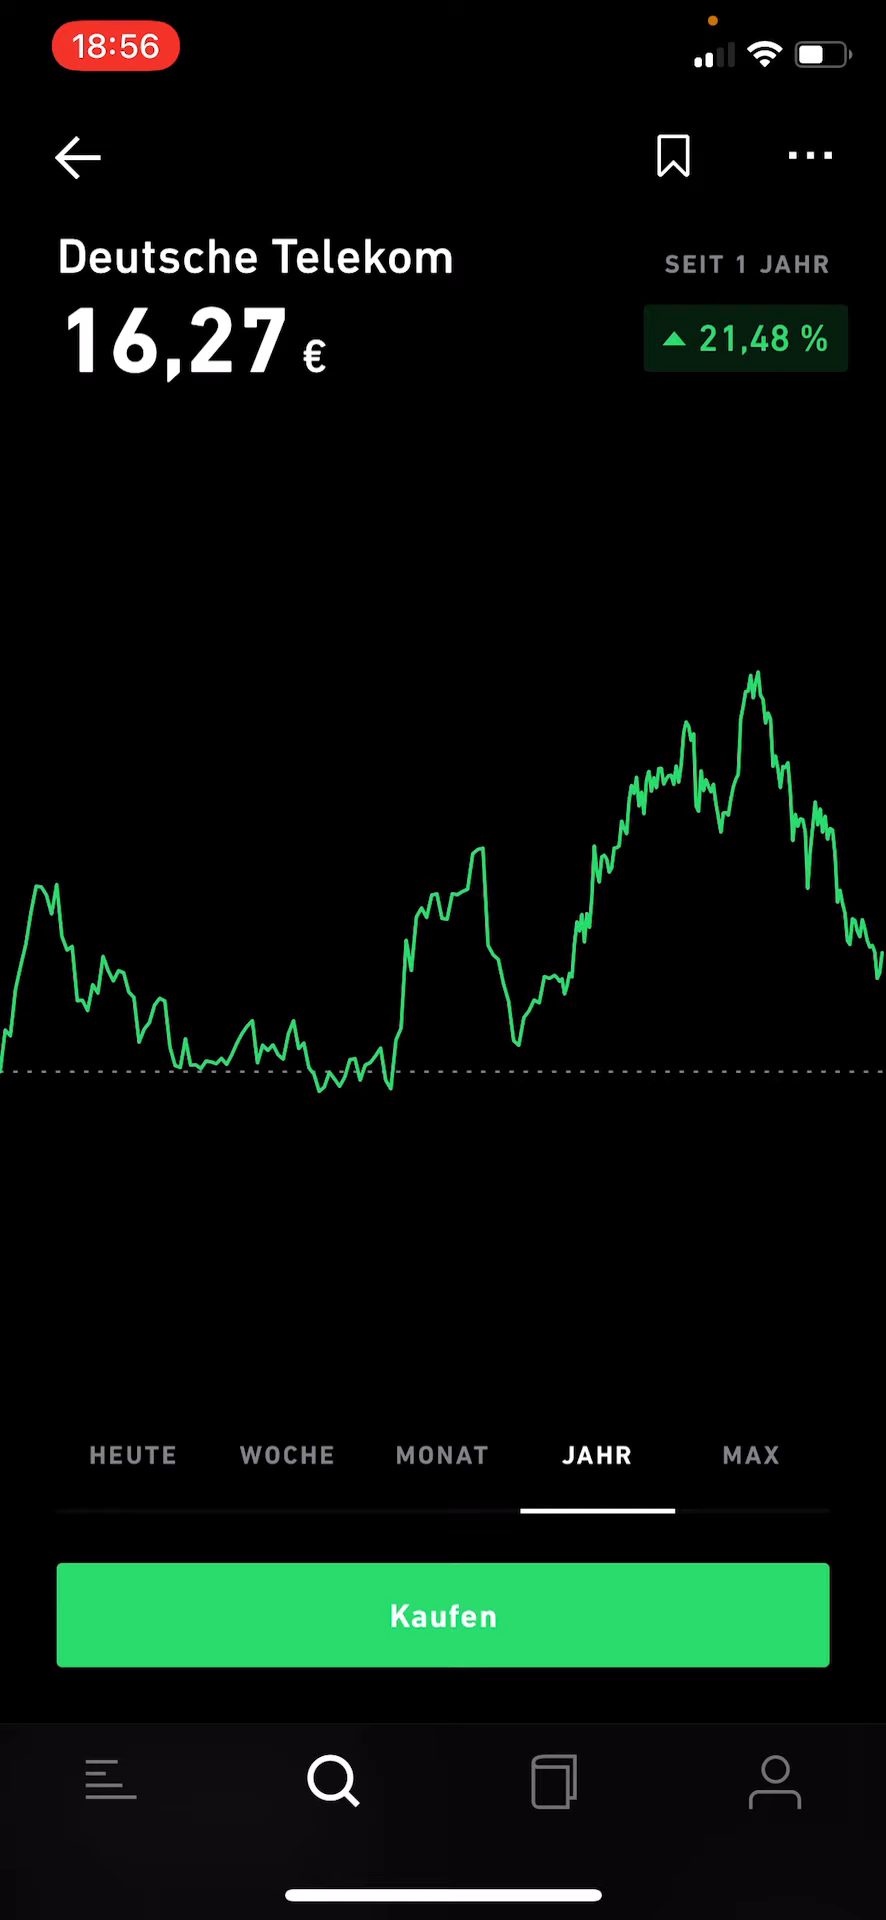 18:56
Deutsche Telekom
SEIT 1 JAHR
16,27 €
21,48 %
HEUTE WOCHE MONAT JAHR MAX
Kaufen